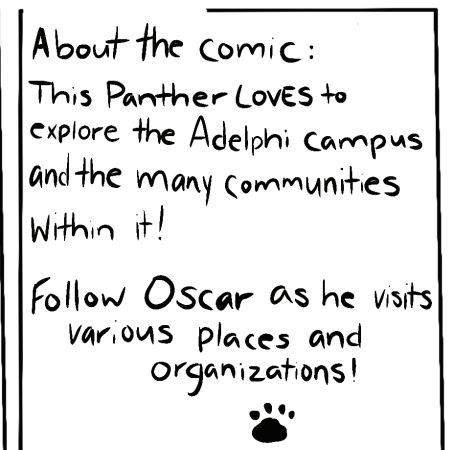 About the comic:
This Panther LOVES to
explore the Adelphi campus
and the many communities
Within it!
Follow Oscar as he visits
various places and
organizations!